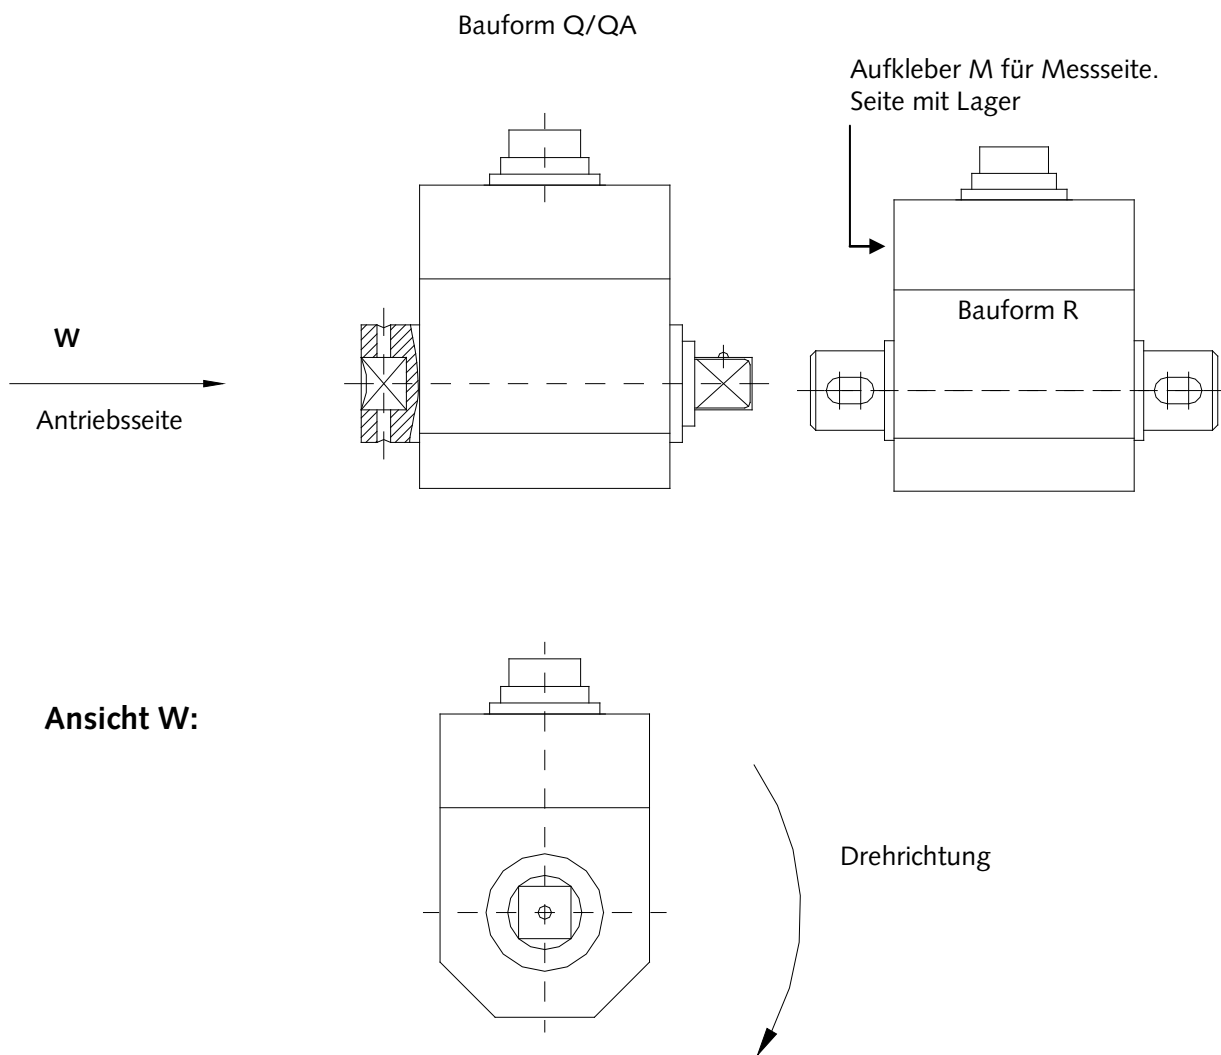 Bauform Q/QA
Aufkleber M für Messseite.
Seite mit Lager
Bauform R
W
Antriebsseite
Ansicht W:
Drehrichtung